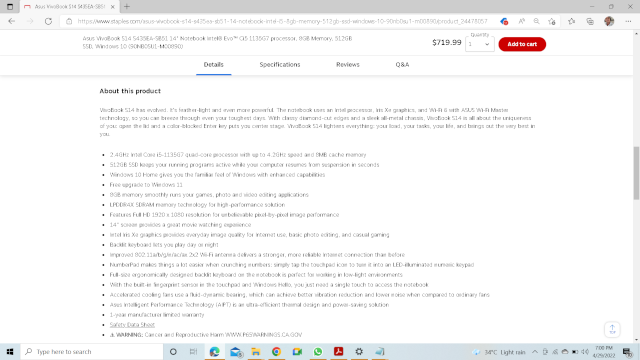 Asus VivoBook S14 S435EA-SB51
https://www.staples.com/asus-vivobook-s14-s435ea-sb51-14-notebook-intel-i5-8gb-memory-512gb-ssd-windows-10-90nb0su1-m00890/product_24478057
Asus VivoBook S14 S435EA-SB51 14" Notebook Intel® Evo™ Ci5 1135G7 processor, 8GB Memory, 512GB
SSD, Windows 10 (90NB0SU1-M00890)
$719.99
Quantity
1
Add to cart
Details
Specifications
Reviews
Q&A
About this product
VivoBook S14 has evolved, it's feather-light and even more powerful. The notebook uses an Intel processor, Iris Xe graphics, and Wi-Fi 6 with ASUS Wi-Fi Master
technology, so you can breeze through even your toughest days. With classy diamond-cut edges and a sleek all-metal chassis, VivoBook S14 is all about the uniqueness
of you: open the lid and a color-blocked Enter key puts you center stage. VivoBook S14 lightens everything: your load, your tasks, your life, and brings out the very best in
you.
• 2.4GHz Intel Core i5-1135G7 quad-core processor with up to 4.2GHz speed and 8MB cache memory
• 512GB SSD keeps your running programs active while your computer resumes from suspension in seconds
• Windows 10 Home gives you the familiar feel of Windows with enhanced capabilities
• Free upgrade to Windows 11
• 8GB memory smoothly runs your games, photo and video editing applications
• LPDDR4X SDRAM memory technology for high-performance solution
• Features Full HD 1920 x 1080 resolution for unbelievable pixel-by-pixel image performance
• 14" screen provides a great movie watching experience
• Intel Iris Xe graphics provides everyday image quality for Internet use, basic photo editing, and casual gaming
• Backlit keyboard lets you play day or night
• Improved 802.11a/b/g/n/ac/ax 2x2 Wi-Fi antenna delivers a stronger, more reliable Internet connection than before
• NumberPad makes things a lot easier when crunching numbers: simply tap the touchpad icon to turn it into an LED-illuminated numeric keypad
• Full-size ergonomically designed backlit keyboard on the notebook is perfect for working in low-light environments
• With the built-in fingerprint sensor in the touchpad and Windows Hello, you just need a single touch to access the notebook
• Accelerated cooling fans use a fluid-dynamic bearing, which can achieve better vibration reduction and lower noise when compared to ordinary fans
• Asus Intelligent Performance Technology (AIPT) is an ultra-efficient thermal design and power-saving solution
• 1-year manufacturer limited warranty
• Safety Data Sheet
• ⚠ WARNING: Cancer and Reproductive Harm WWW.P65WARNINGS.CA.GOV
Type here to search
34°C Light rain
7:00 PM
4/29/2022